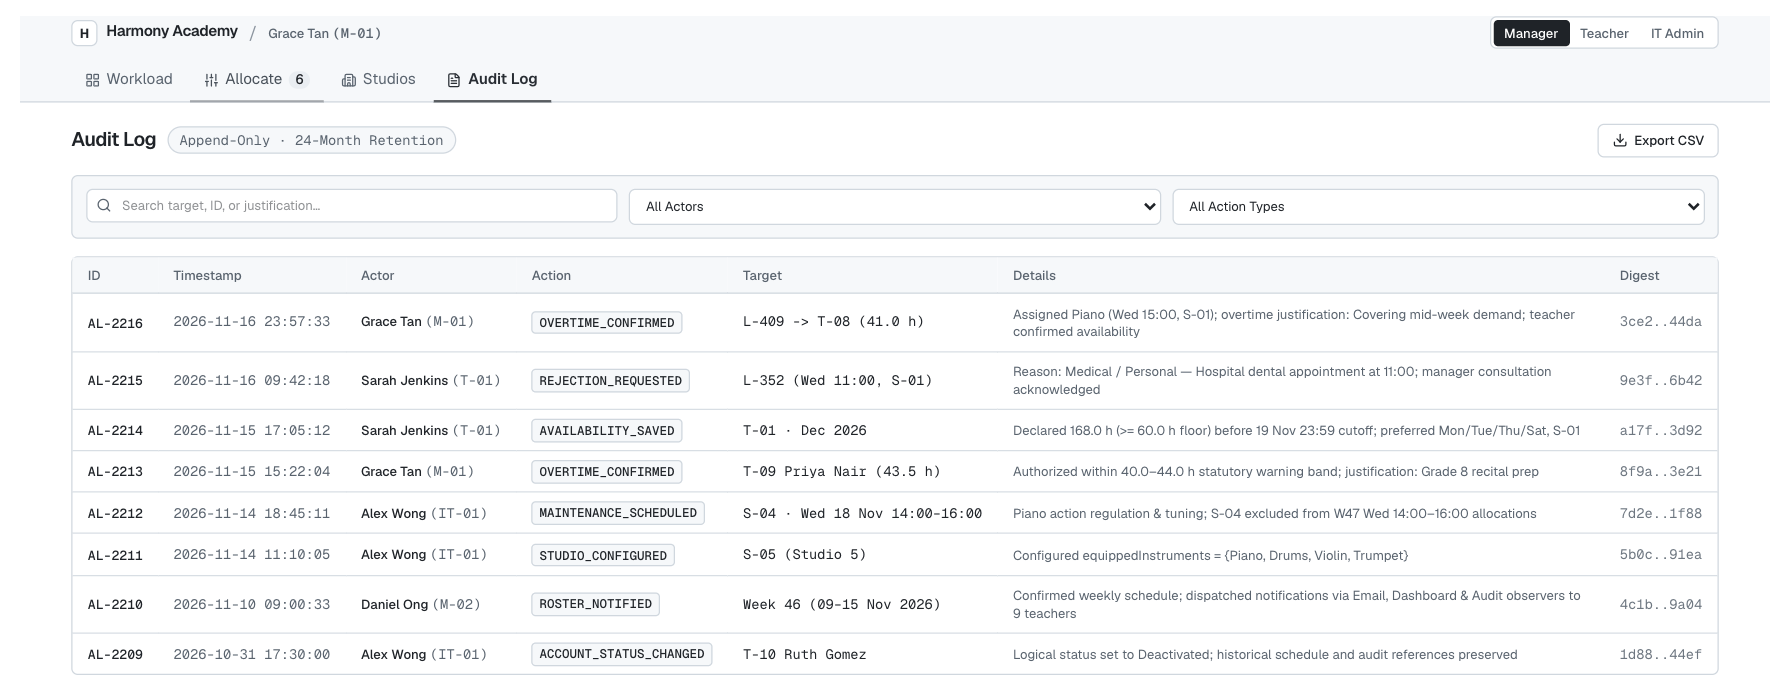 H Harmony Academy / Grace Tan (M-01)
Manager Teacher IT Admin
Workload Allocate 6 Studios Audit Log
Audit Log Append-Only · 24-Month Retention
Export CSV
Search target, ID, or justification... All Actors All Action Types
ID Timestamp Actor Action Target Details Digest
AL-2216 2026-11-16 23:57:33 Grace Tan (M-01) OVERTIME_CONFIRMED L-409 -> T-08 (41.0 h) Assigned Piano (Wed 15:00, S-01); overtime justification: Covering mid-week demand; teacher
confirmed availability 3ce2..44da
AL-2215 2026-11-16 09:42:18 Sarah Jenkins (T-01) REJECTION_REQUESTED L-352 (Wed 11:00, S-01) Reason: Medical / Personal — Hospital dental appointment at 11:00; manager consultation
acknowledged 9e3f..6b42
AL-2214 2026-11-15 17:05:12 Sarah Jenkins (T-01) AVAILABILITY_SAVED T-01 · Dec 2026 Declared 168.0 h (>= 60.0 h floor) before 19 Nov 23:59 cutoff; preferred Mon/Tue/Thu/Sat, S-01 a17f..3d92
AL-2213 2026-11-15 15:22:04 Grace Tan (M-01) OVERTIME_CONFIRMED T-09 Priya Nair (43.5 h) Authorized within 40.0–44.0 h statutory warning band; justification: Grade 8 recital prep 8f9a..3e21
AL-2212 2026-11-14 18:45:11 Alex Wong (IT-01) MAINTENANCE_SCHEDULED S-04 · Wed 18 Nov 14:00–16:00 Piano action regulation & tuning; S-04 excluded from W47 Wed 14:00–16:00 allocations 7d2e..1f88
AL-2211 2026-11-14 11:10:05 Alex Wong (IT-01) STUDIO_CONFIGURED S-05 (Studio 5) Configured equippedInstruments = {Piano, Drums, Violin, Trumpet} 5b0c..91ea
AL-2210 2026-11-10 09:00:33 Daniel Ong (M-02) ROSTER_NOTIFIED Week 46 (09–15 Nov 2026) Confirmed weekly schedule; dispatched notifications via Email, Dashboard & Audit observers to
9 teachers 4c1b..9a04
AL-2209 2026-10-31 17:30:00 Alex Wong (IT-01) ACCOUNT_STATUS_CHANGED T-10 Ruth Gomez Logical status set to Deactivated; historical schedule and audit references preserved 1d88..44ef